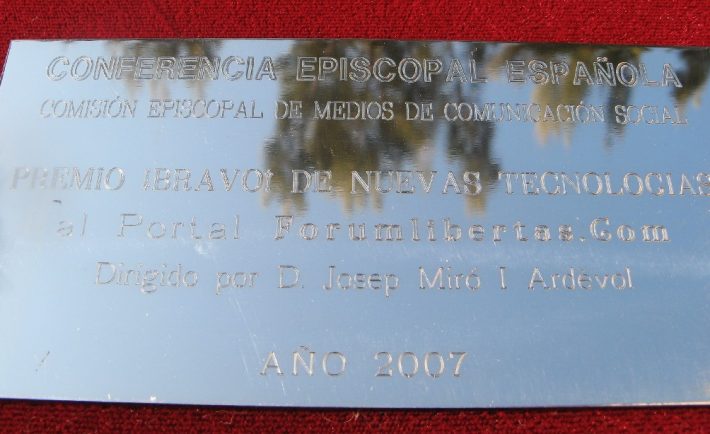 CONFERENCIA EPISCOPAL ESPAÑOLA
COMISIÓN EPISCOPAL DE MEDIOS DE COMUNICACIÓN SOCIAL
PREMIO ¡BRAVO! DE NUEVAS TECNOLOGIAS
al Portal Forumlibertas.Com
Dirigido por D. Josep Miró I Ardévol
AÑO 2007